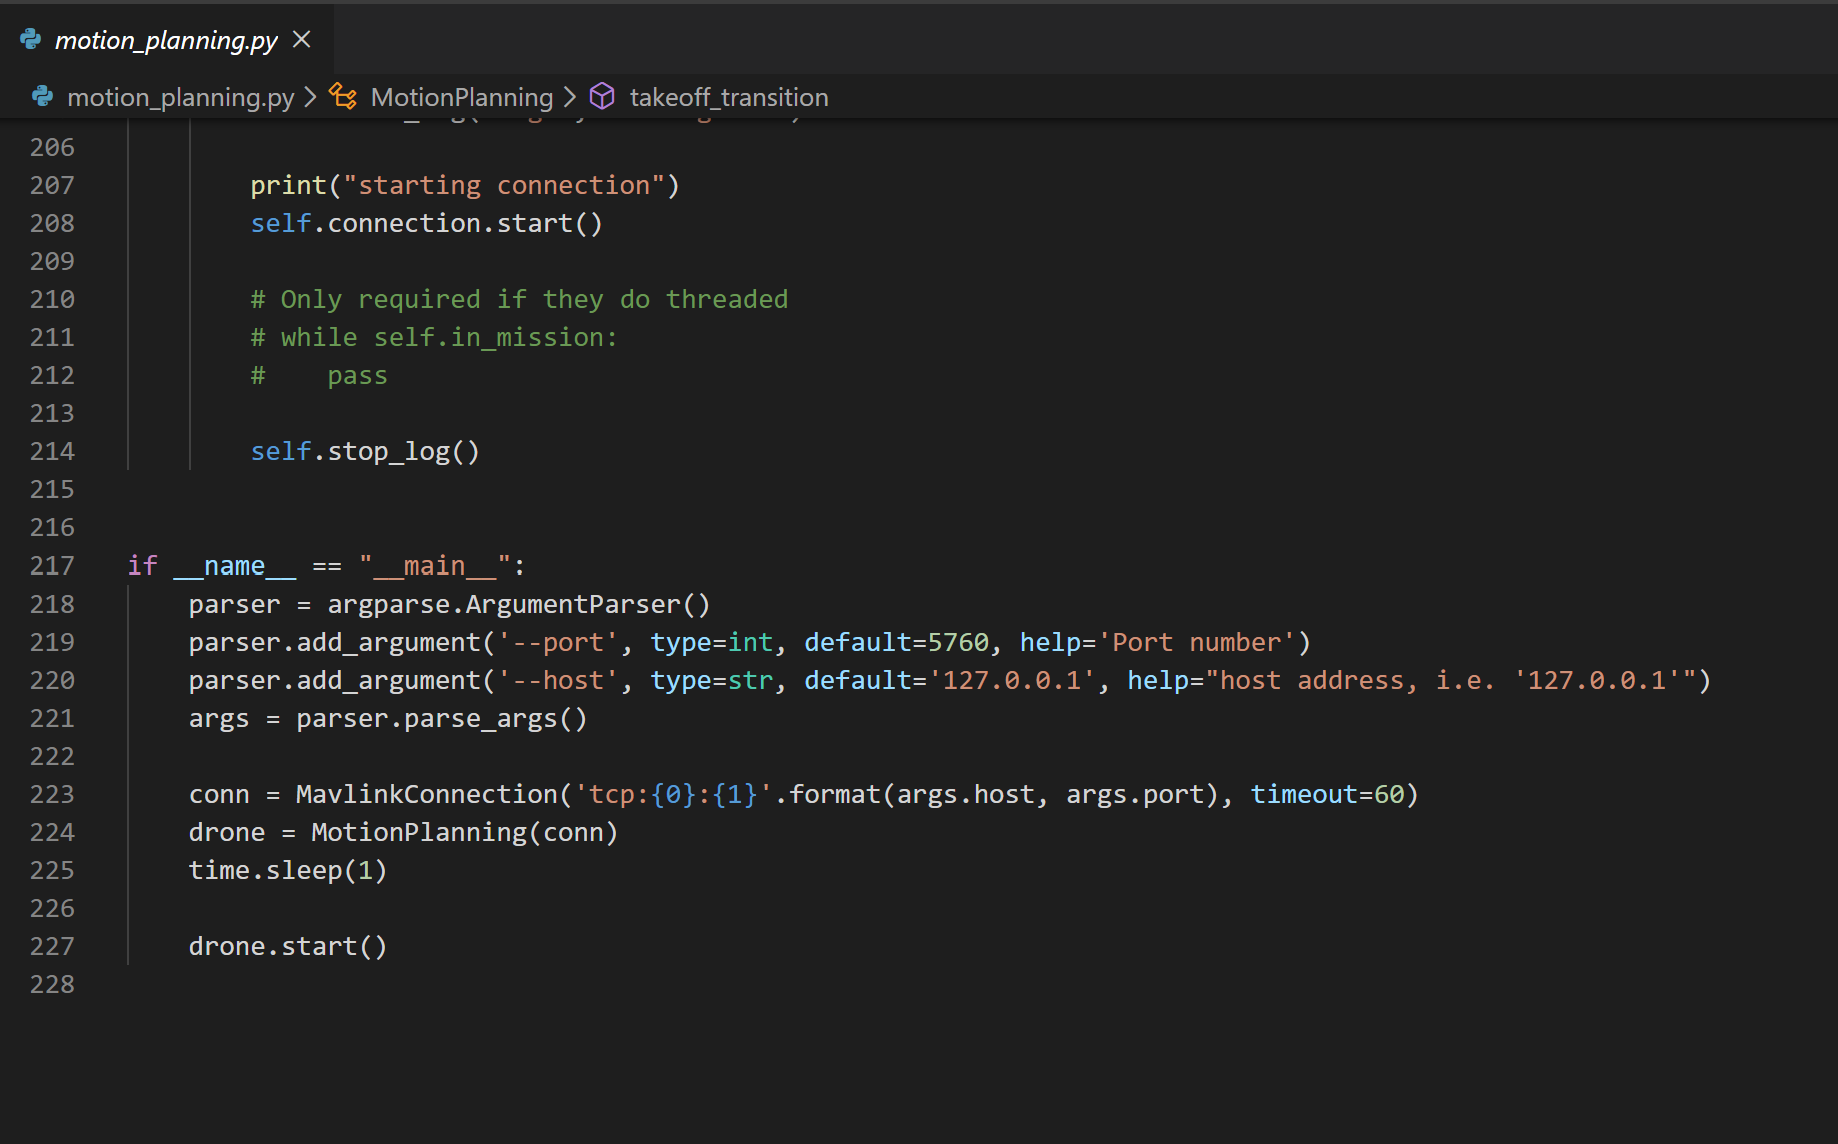 motion_planning.py
motion_planning.py > MotionPlanning > takeoff_transition
206
207 print("starting connection")
208 self.connection.start()
209
210 # Only required if they do threaded
211 # while self.in_mission:
212 #    pass
213
214 self.stop_log()
215
216
217 if __name__ == "__main__":
218     parser = argparse.ArgumentParser()
219     parser.add_argument('--port', type=int, default=5760, help='Port number')
220     parser.add_argument('--host', type=str, default='127.0.0.1', help="host address, i.e. '127.0.0.1'")
221     args = parser.parse_args()
222
223     conn = MavlinkConnection('tcp:{0}:{1}'.format(args.host, args.port), timeout=60)
224     drone = MotionPlanning(conn)
225     time.sleep(1)
226
227     drone.start()
228